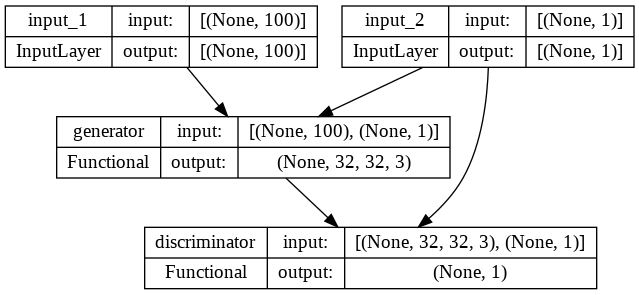 input_1 input: [(None, 100)]
InputLayer output: [(None, 100)]
input_2 input: [(None, 1)]
InputLayer output: [(None, 1)]
generator input: [(None, 100), (None, 1)]
Functional output: (None, 32, 32, 3)
discriminator input: [(None, 32, 32, 3), (None, 1)]
Functional output: (None, 1)